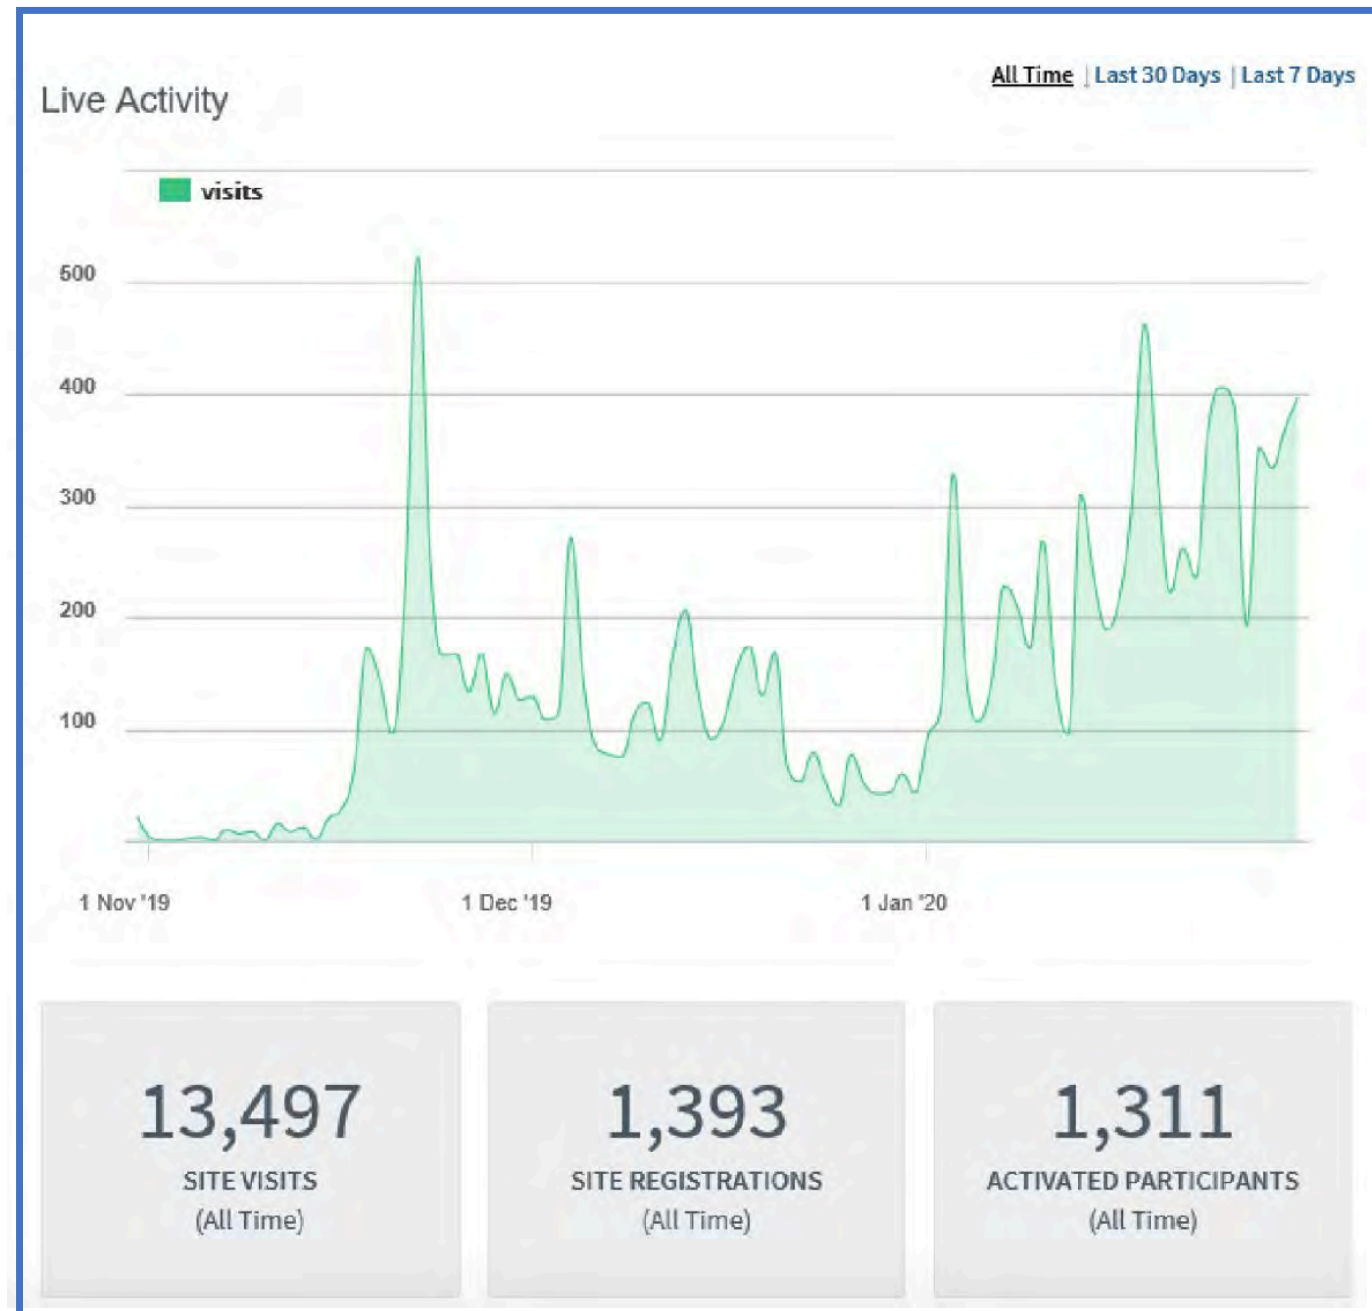 All Time | Last 30 Days | Last 7 Days
Live Activity
visits
500
400
300
200
100
1 Nov '19
1 Dec '19
1 Jan '20
13,497
SITE VISITS
(All Time)
1,393
SITE REGISTRATIONS
(All Time)
1,311
ACTIVATED PARTICIPANTS
(All Time)